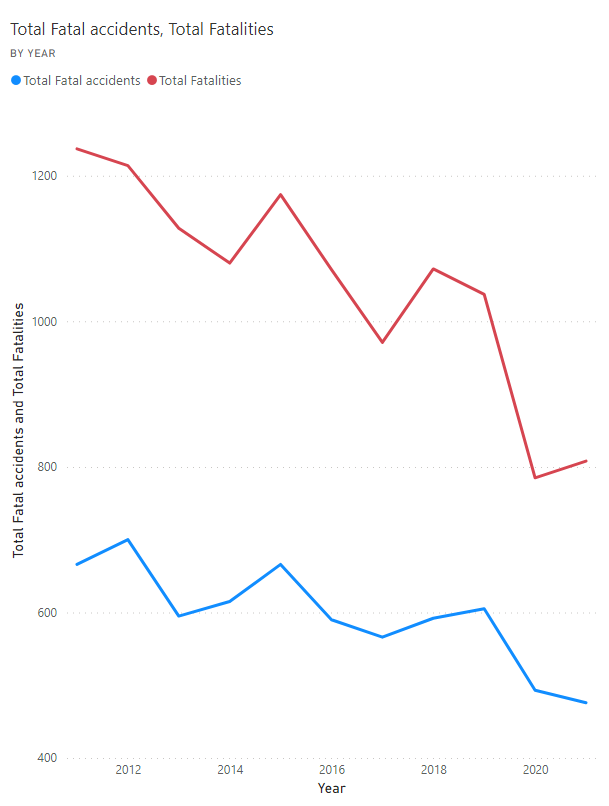 Total Fatal accidents, Total Fatalities
BY YEAR
Total Fatal accidents Total Fatalities
1200
1000
800
600
400
Total Fatal accidents and Total Fatalities
2012 2014 2016 2018 2020
Year